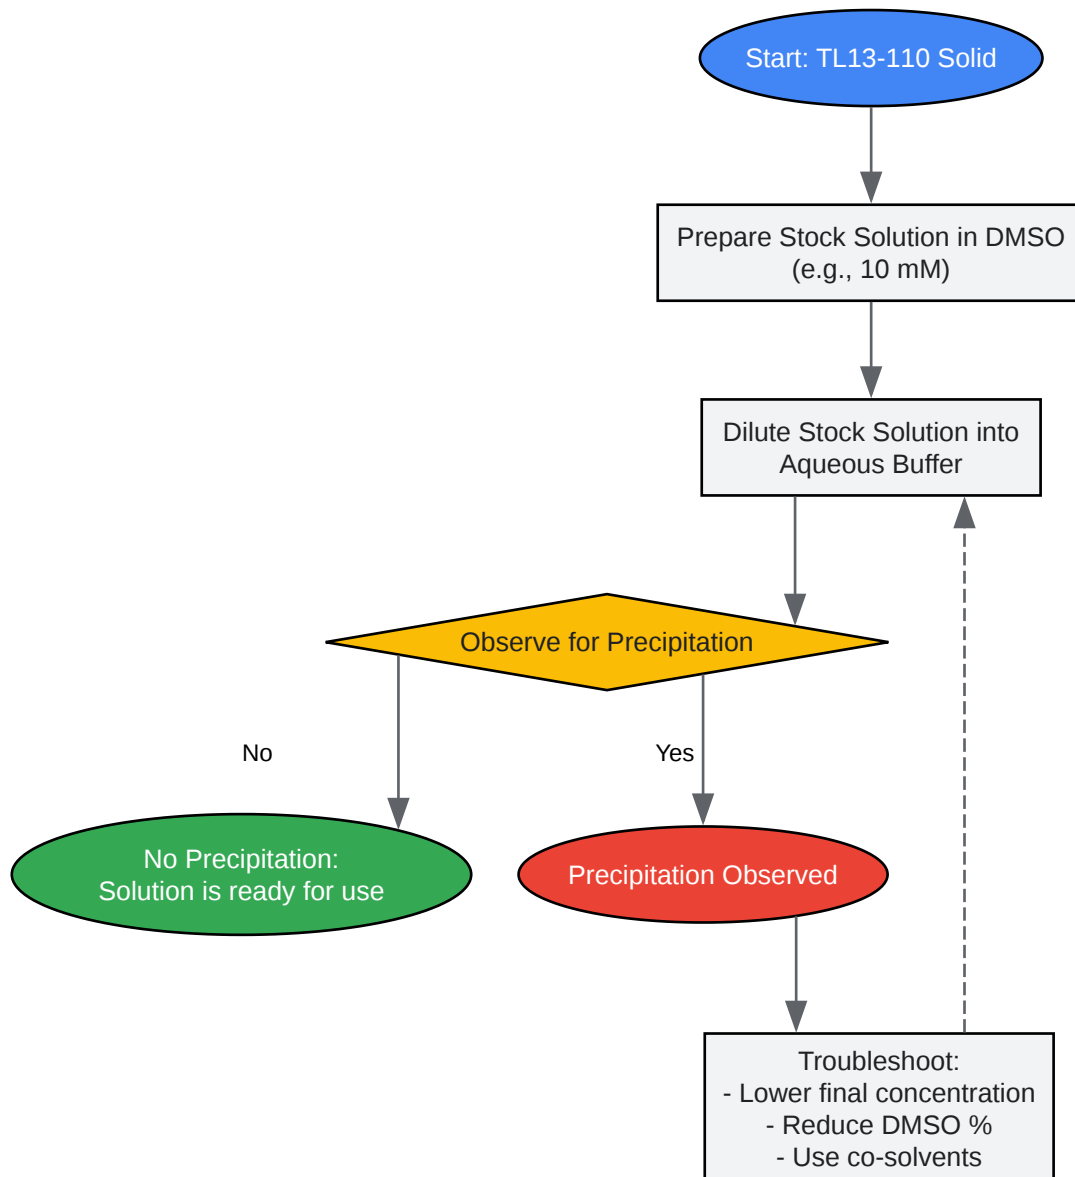 Start: TL13-110 Solid
Prepare Stock Solution in DMSO
(e.g., 10 mM)
Dilute Stock Solution into
Aqueous Buffer
Observe for Precipitation
No
Yes
No Precipitation:
Solution is ready for use
Precipitation Observed
Troubleshoot:
- Lower final concentration
- Reduce DMSO %
- Use co-solvents